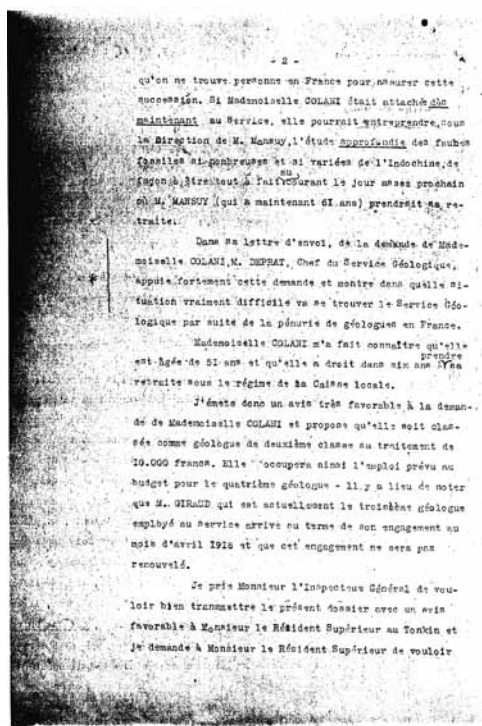 - 2 -
qu'on ne trouve personne en France pour assurer cette
succession. Si Mademoiselle COLANI était attachée dès
maintenant au Service, elle pourrait entreprendre, sous
la Direction de M. Mansuy, l'étude approfondie des faunes
fossiles si nombreuses et si variées de l'Indochine, de
au
façon à être tout à fait courant le jour assez prochain
où M. MANSUY (qui a maintenant 61 ans) prendrait sa re-
traite.
Dans sa lettre d'envoi, de la demande de Made-
moiselle COLANI, M. DEPRAT, Chef du Service Géologique,
appuie fortement cette demande et montre dans quelle si-
tuation vraiment difficile va se trouver le Service Géo-
logique par suite de la pénurie de géologues en France.
Mademoiselle COLANI m'a fait connaître qu'elle
prendre
est âgée de 51 ans et qu'elle a droit dans six ans à sa
retraite sous le régime de la Caisse locale.
J'émets donc un avis très favorable à la deman-
de de Mademoiselle COLANI et propose qu'elle soit clas-
sée comme géologue de deuxième classe au traitement de
10.000 francs. Elle occupera ainsi l'emploi prévu au
budget pour le quatrième géologue - il y a lieu de noter
que M. GIRAUD qui est actuellement le troisième géologue
employé au service arrive au terme de son engagement au
mois d'avril 1918 et que cet engagement ne sera pas
renouvelé.
Je prie Monsieur l'Inspecteur Général de vou-
loir bien transmettre le présent dossier avec un avis
favorable à Monsieur le Résident Supérieur au Tonkin et
je demande à Monsieur le Résident Supérieur de vouloir